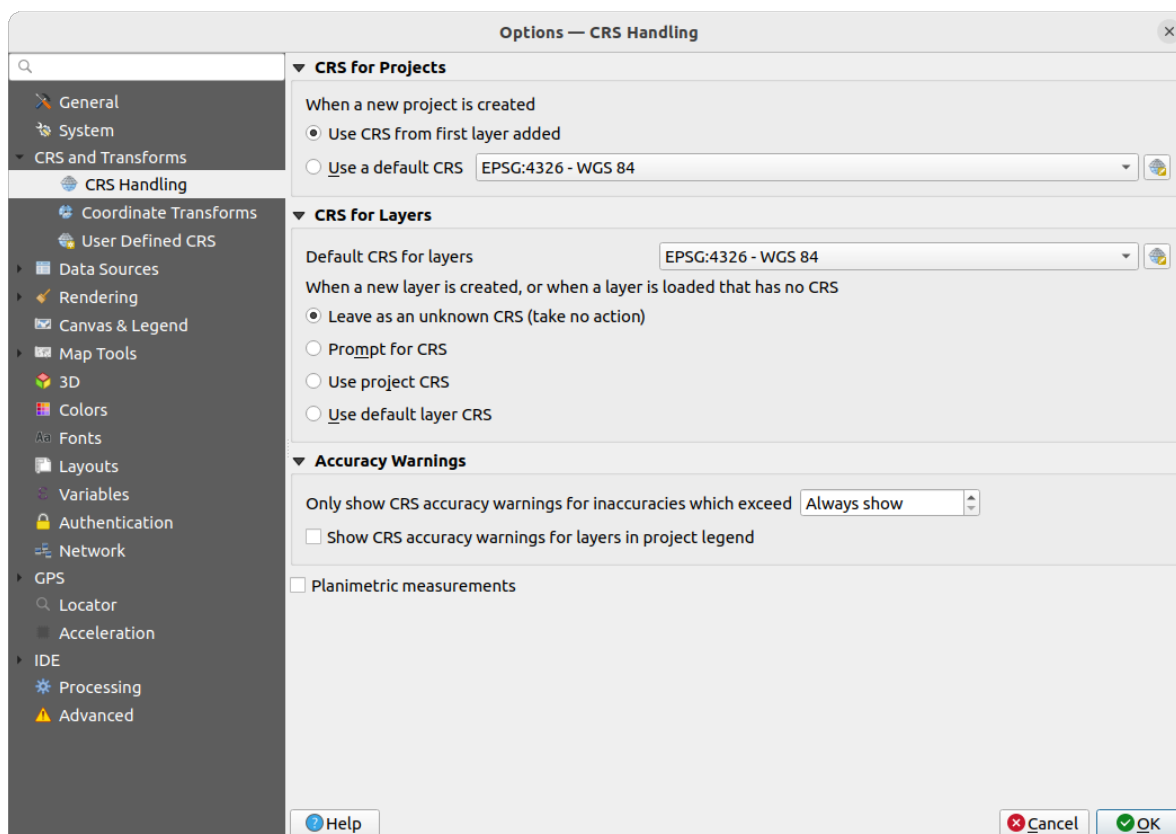 Options — CRS Handling
General
System
CRS and Transforms
CRS Handling
Coordinate Transforms
User Defined CRS
Data Sources
Rendering
Canvas & Legend
Map Tools
3D
Colors
Aa Fonts
Layouts
Variables
Authentication
Network
GPS
Locator
Acceleration
IDE
Processing
Advanced
CRS for Projects
When a new project is created
Use CRS from first layer added
Use a default CRS EPSG:4326 - WGS 84
CRS for Layers
Default CRS for layers EPSG:4326 - WGS 84
When a new layer is created, or when a layer is loaded that has no CRS
Leave as an unknown CRS (take no action)
Prompt for CRS
Use project CRS
Use default layer CRS
Accuracy Warnings
Only show CRS accuracy warnings for inaccuracies which exceed Always show
Show CRS accuracy warnings for layers in project legend
Planimetric measurements
Help Cancel OK